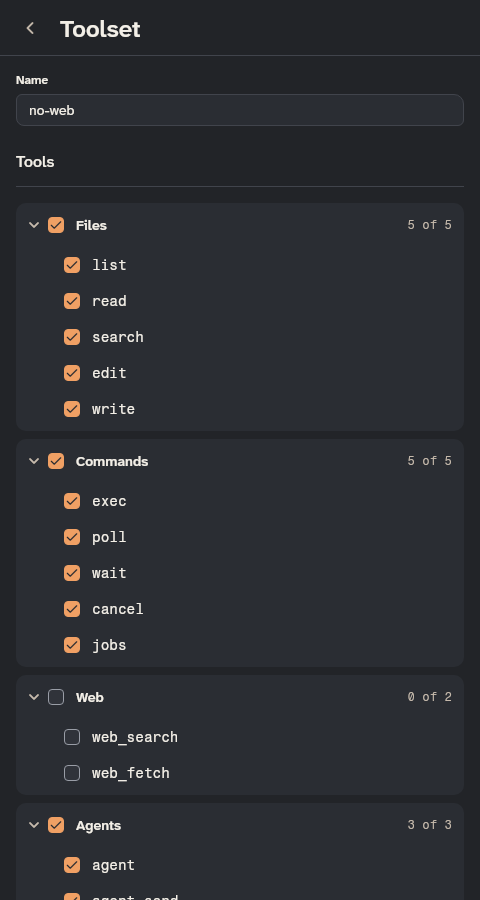 Toolset
Name
no-web
Tools
Files 5 of 5
list
read
search
edit
write
Commands 5 of 5
exec
poll
wait
cancel
jobs
Web 0 of 2
web_search
web_fetch
Agents 3 of 3
agent
agent_send